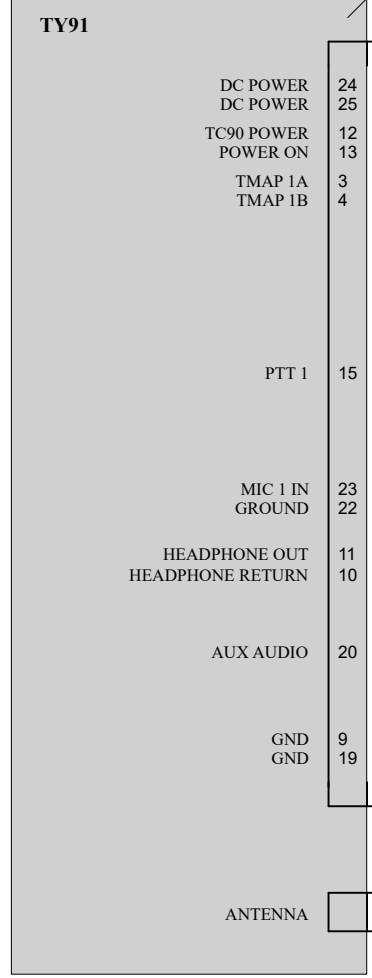 TY91
DC POWER 24
DC POWER 25
TC90 POWER 12
POWER ON 13
TMAP 1A 3
TMAP 1B 4
PTT 1 15
MIC 1 IN 23
GROUND 22
HEADPHONE OUT 11
HEADPHONE RETURN 10
AUX AUDIO 20
GND 9
GND 19
ANTENNA